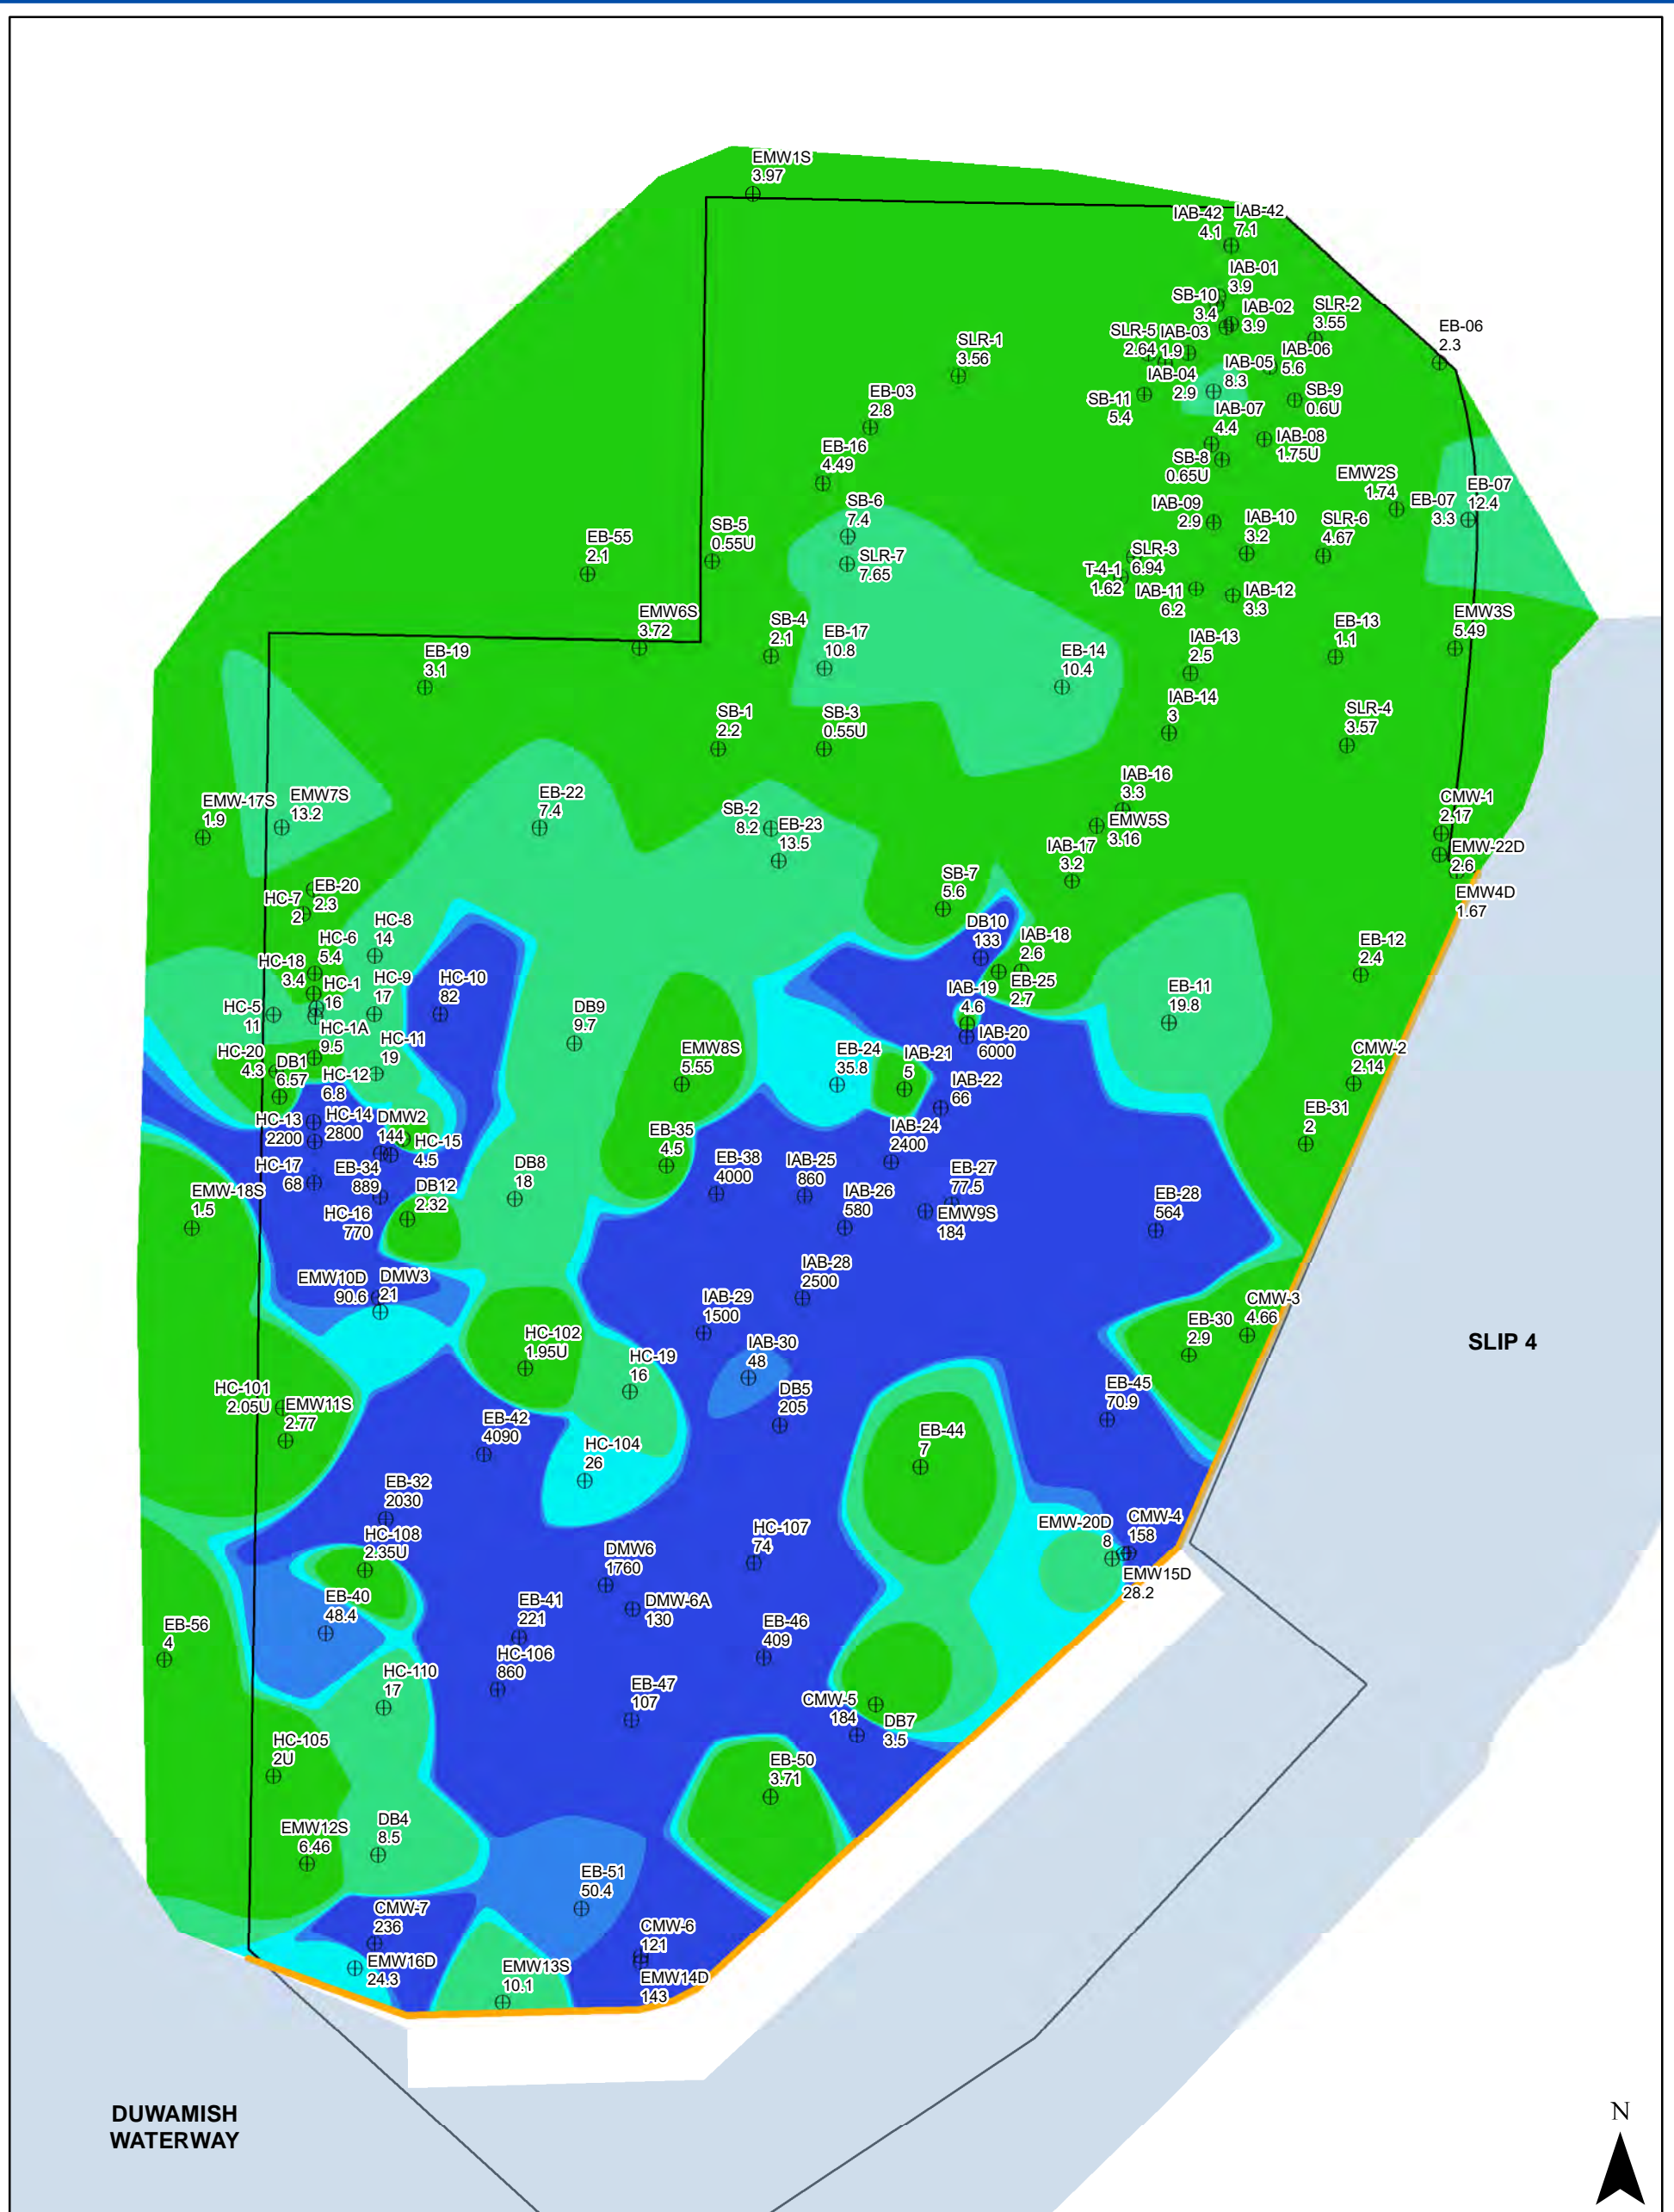 EMW1S
3.97
IAB-42
4.1
IAB-42
7.1
IAB-01
3.9
SB-10
3.4
IAB-02
3.9
SLR-2
3.55
EB-06
2.3
SLR-5
2.64
IAB-03
1.9
SLR-1
3.56
IAB-06
5.6
IAB-05
8.3
IAB-04
2.9
SB-9
0.6U
SB-11
5.4
EB-03
2.8
IAB-07
4.4
IAB-08
1.75U
EB-16
4.49
SB-8
0.65U
EMW2S
1.74
EB-07
3.3
EB-07
12.4
SB-6
7.4
IAB-09
2.9
IAB-10
3.2
SLR-6
4.67
SB-5
0.55U
EB-55
2.1
SLR-7
7.65
SLR-3
6.94
T-4-1
1.62
IAB-11
6.2
IAB-12
3.3
EMW6S
3.72
SB-4
2.1
EB-17
10.8
EB-14
10.4
IAB-13
2.5
EB-13
1.1
EMW3S
5.49
EB-19
3.1
IAB-14
3
SLR-4
3.57
SB-1
2.2
SB-3
0.55U
IAB-16
3.3
EMW5S
3.16
CMW-1
2.17
EMW-22D
2.6
EMW4D
1.67
EMW-17S
1.9
EMW7S
13.2
EB-22
7.4
SB-2
8.2
EB-23
13.5
IAB-17
3.2
SB-7
5.6
EB-20
2.3
HC-7
2
HC-8
14
DB10
133
IAB-18
2.6
EB-12
2.4
HC-6
5.4
HC-18
3.4
HC-1
16
HC-9
17
HC-10
82
EB-25
2.7
IAB-19
4.6
EB-11
19.8
HC-5
11
HC-1A
9.5
HC-11
19
DB9
9.7
IAB-20
6000
HC-20
4.3
DB1
6.57
HC-12
6.8
EMW8S
5.55
EB-24
35.8
IAB-21
5
IAB-22
66
CMW-2
2.14
HC-13
2200
HC-14
2800
DMW2
144
HC-15
4.5
EB-35
4.5
IAB-24
2400
EB-31
2
HC-17
68
EB-34
889
DB12
2.32
DB8
18
EB-38
4000
IAB-25
860
EB-27
77.5
EMW-18S
1.5
HC-16
770
IAB-26
580
EMW9S
184
EB-28
564
EMW10D
90.6
DMW3
21
IAB-28
2500
IAB-29
1500
CMW-3
4.66
EB-30
2.9
SLIP 4
HC-102
1.95U
HC-19
16
IAB-30
48
HC-101
2.05U
EMW11S
2.77
DB5
205
EB-45
70.9
EB-42
4090
HC-104
26
EB-44
7
EB-32
2030
HC-108
2.35U
HC-107
74
EMW-20D
8
CMW-4
158
EMW15D
28.2
DMW6
1760
DMW-6A
130
EB-40
48.4
EB-41
221
EB-56
4
EB-46
409
HC-106
860
HC-110
17
EB-47
107
CMW-5
184
DB7
3.5
HC-105
2U
EB-50
3.71
EMW12S
6.46
DB4
8.5
EB-51
50.4
CMW-7
236
EMW16D
24.3
CMW-6
121
EMW13S
10.1
EMW14D
143
DUWAMISH
WATERWAY
N